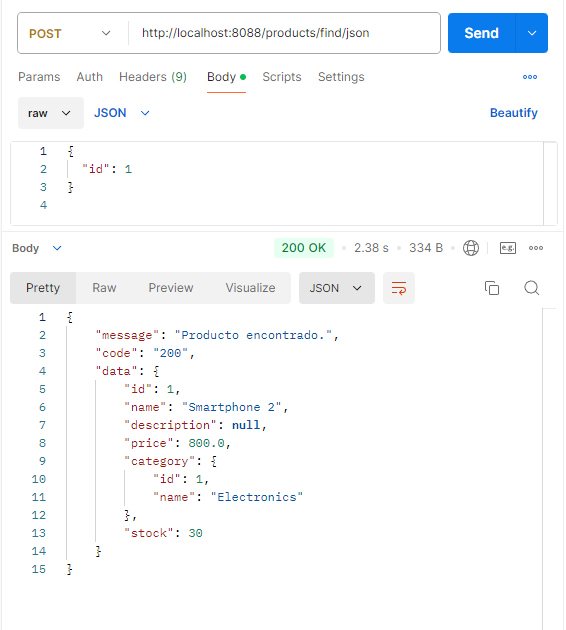 POST http://localhost:8088/products/find/json Send
Params Auth Headers (9) Body Scripts Settings
raw JSON Beautify
1 {
2 "id": 1
3 }
4
Body 200 OK 2.38 s 334 B e.g.
Pretty Raw Preview Visualize JSON
1 {
2 "message": "Producto encontrado.",
3 "code": "200",
4 "data": {
5 "id": 1,
6 "name": "Smartphone 2",
7 "description": null,
8 "price": 800.0,
9 "category": {
10 "id": 1,
11 "name": "Electronics"
12 },
13 "stock": 30
14 }
15 }